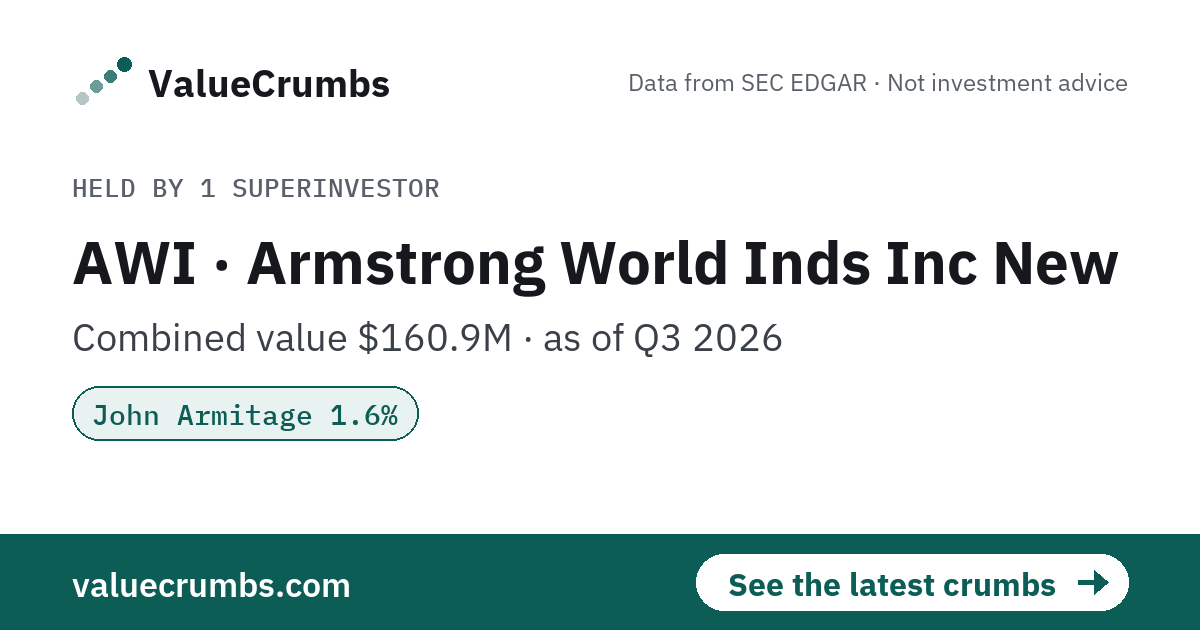 ValueCrumbs
Data from SEC EDGAR · Not investment advice
HELD BY 1 SUPERINVESTOR
AWI · Armstrong World Inds Inc New
Combined value $160.9M · as of Q3 2026
John Armitage 1.6%
valuecrumbs.com
See the latest crumbs →